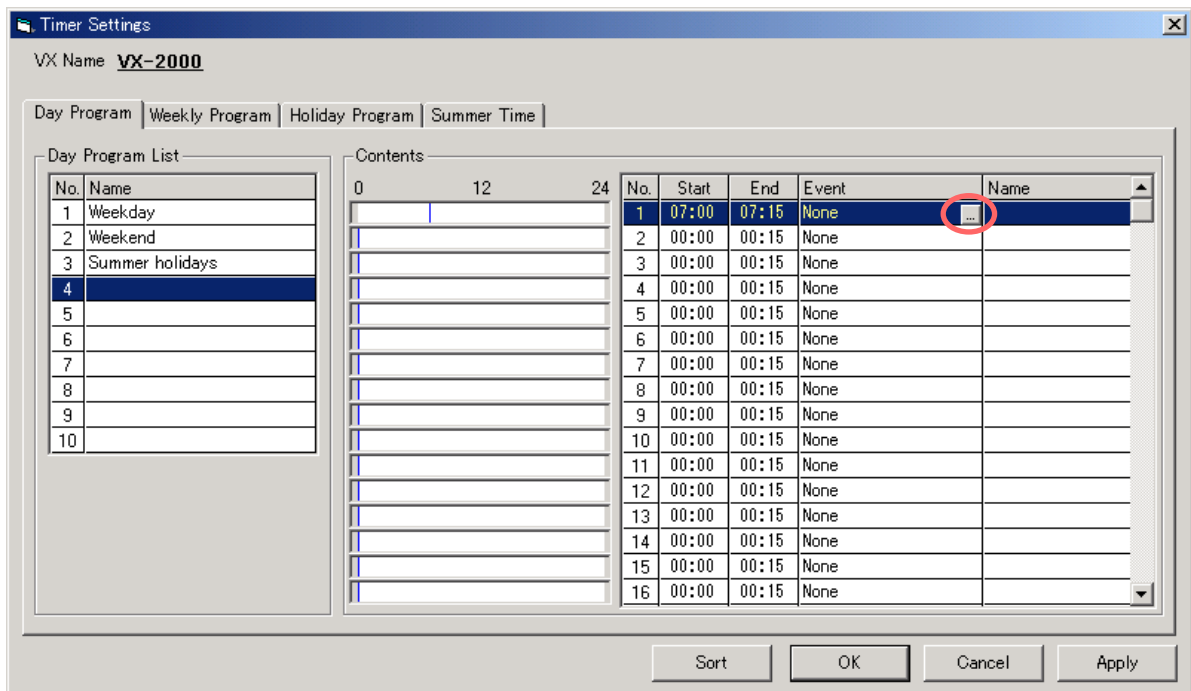 Timer Settings
VX Name VX-2000
Day Program Weekly Program Holiday Program Summer Time
Day Program List
No. Name
1 Weekday
2 Weekend
3 Summer holidays
4
5
6
7
8
9
10
Contents
0 12 24
No. Start End Event Name
1 07:00 07:15 None ...
2 00:00 00:15 None
3 00:00 00:15 None
4 00:00 00:15 None
5 00:00 00:15 None
6 00:00 00:15 None
7 00:00 00:15 None
8 00:00 00:15 None
9 00:00 00:15 None
10 00:00 00:15 None
11 00:00 00:15 None
12 00:00 00:15 None
13 00:00 00:15 None
14 00:00 00:15 None
15 00:00 00:15 None
16 00:00 00:15 None
Sort OK Cancel Apply